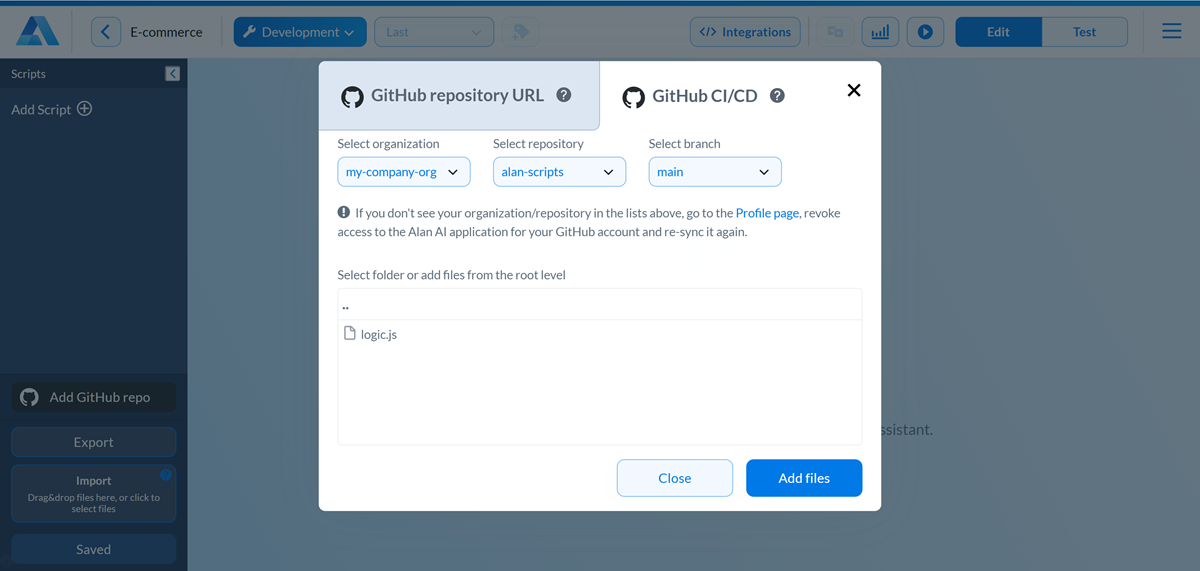 E-commerce
Development
Last
</> Integrations
Edit
Test
Scripts
Add Script
GitHub repository URL ?
GitHub CI/CD ?
Select organization
Select repository
Select branch
my-company-org
alan-scripts
main
If you don't see your organization/repository in the lists above, go to the Profile page, revoke
access to the Alan AI application for your GitHub account and re-sync it again.
Select folder or add files from the root level
..
logic.js
ssistant.
Close
Add files
Add GitHub repo
Export
Import
Drag&drop files here, or click to
select files
Saved